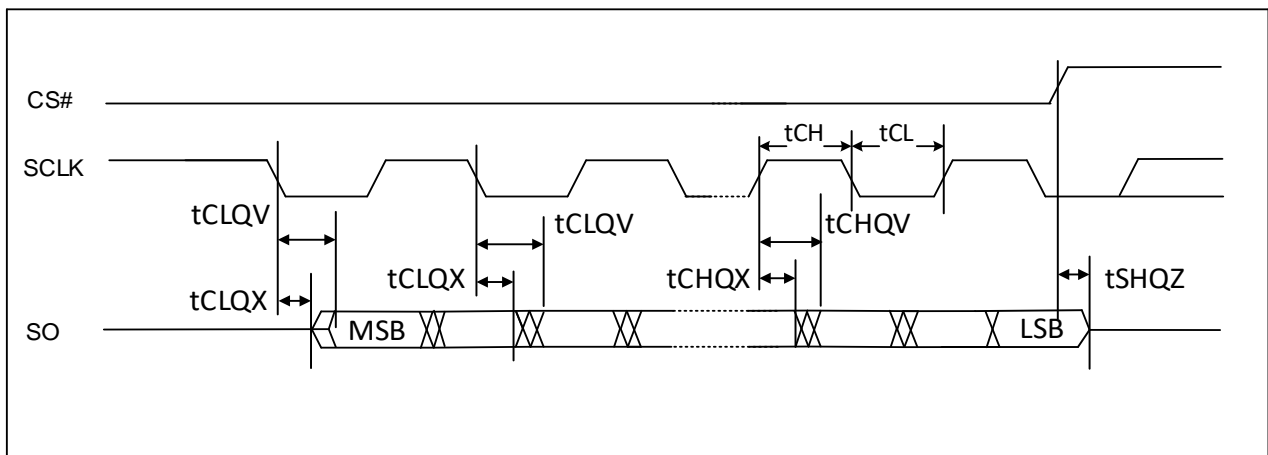 CS#
tCH
tCL
SCLK
tCLQV
tCLQV
tCHQV
tCLQX
tCLQX
tCHQX
tSHQZ
SO
MSB
LSB